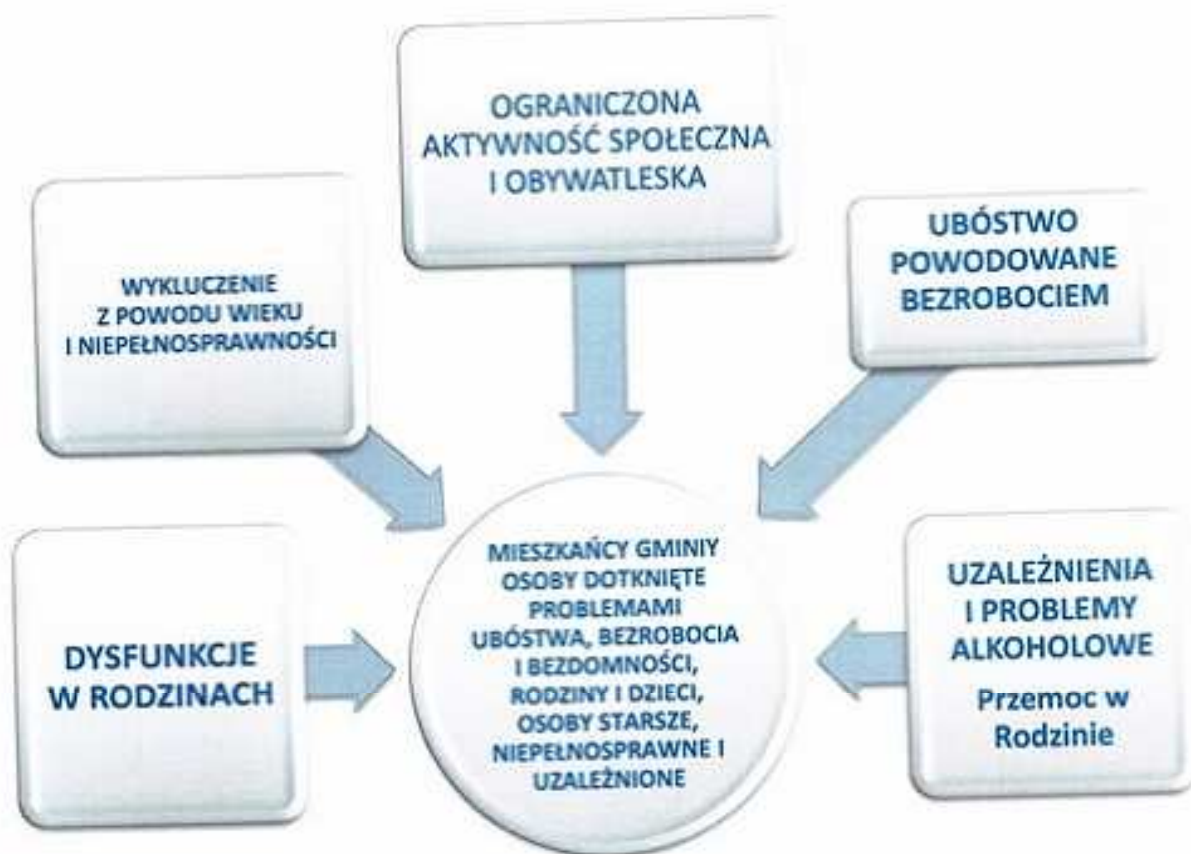 OGRANICZONA
AKTYWNOŚĆ SPOŁECZNA
I OBYWATLESKA
WYKLUCZENIE
Z POWODU WIEKU
I NIEPEŁNOSPRAWNOŚCI
UBÓSTWO
POWODOWANE
BEZROBOCIEM
DYSFUNKCJE
W RODZINACH
MIESZKAŃCY GMINIY
OSOBY DOTKNIĘTE
PROBLEMAMI
UBÓSTWA, BEZROBOCIA
I BEZDOMNOŚCI,
RODZINY I DZIECI,
OSOBY STARSZE,
NIEPEŁNOSPRAWNE I
UZALEŻNIONE
UZALEŻNIENIA
I PROBLEMY
ALKOHOLOWE
Przemoc w
Rodzinie